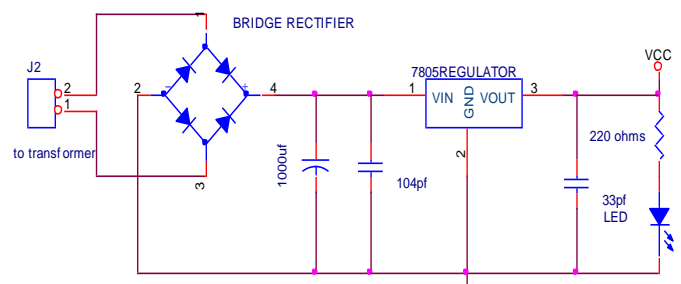 BRIDGE RECTIFIER
1
J2
2
1
to transformer
2
-
+
4
3
1000uf
104pf
7805REGULATOR
1
VIN
GND
VOUT
3
2
VCC
220 ohms
33pf
LED